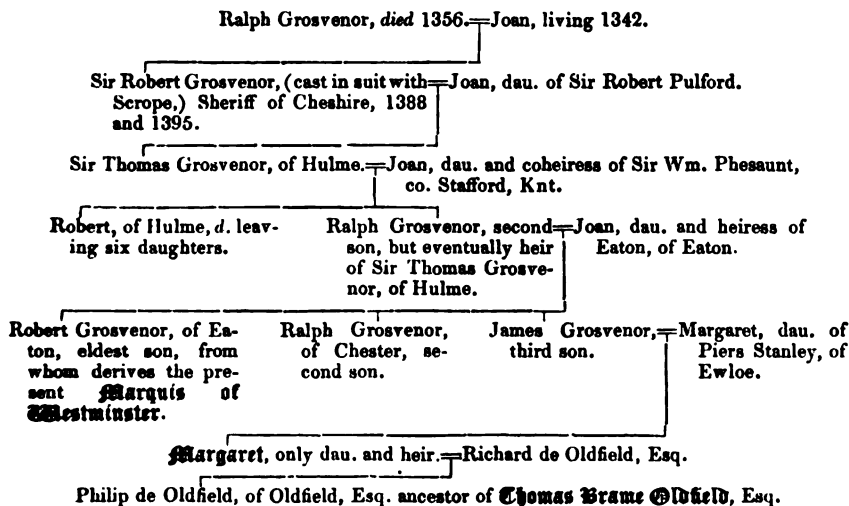 Ralph Grosvenor, died 1356.=Joan, living 1342.
Sir Robert Grosvenor, (cast in suit with=Joan, dau. of Sir Robert Pulford.
Scrope,) Sheriff of Cheshire, 1388
and 1395.
Sir Thomas Grosvenor, of Hulme.=Joan, dau. and coheiress of Sir Wm. Phesaunt,
co. Stafford, Knt.
Robert, of Hulme, d. leav-
ing six daughters.
Ralph Grosvenor, second=Joan, dau. and heiress of
son, but eventually heir
Eaton, of Eaton.
of Sir Thomas Grosve-
nor, of Hulme.
Robert Grosvenor, of Ea-
ton, eldest son, from
whom derives the pre-
sent Marquis of
Westminster.
Ralph Grosvenor,
of Chester, se-
cond son.
James Grosvenor,=Margaret, dau. of
third son.
Piers Stanley, of
Ewloe.
Margaret, only dau. and heir.=Richard de Oldfield, Esq.
Philip de Oldfield, of Oldfield, Esq. ancestor of Thomas Brame Oldfield, Esq.